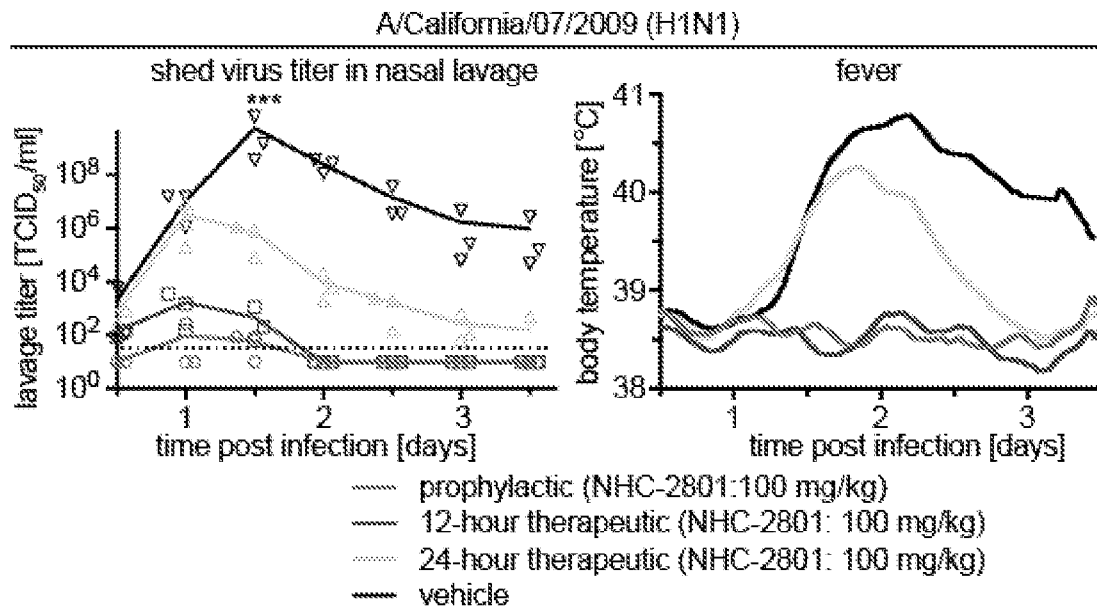 A/California/07/2009 (H1N1)
shed virus titer in nasal lavage
***
lavage titer [TCID50/ml]
10^8
10^6
10^4
10^2
10^0
1
2
3
time post infection [days]
fever
body temperature [°C]
41
40
39
38
1
2
3
time post infection [days]
prophylactic (NHC-2801:100 mg/kg)
12-hour therapeutic (NHC-2801: 100 mg/kg)
24-hour therapeutic (NHC-2801: 100 mg/kg)
vehicle